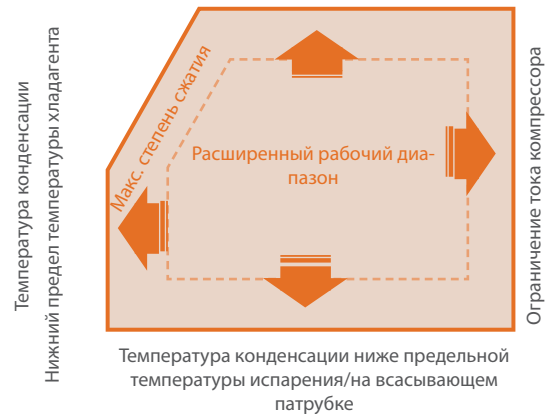 Температура конденсации
Нижний предел температуры хладагента
Макс. степень сжатия
Расширенный рабочий диа-
пазон
Ограничение тока компрессора
Температура конденсации ниже предельной
температуры испарения/на всасывающем
патрубке